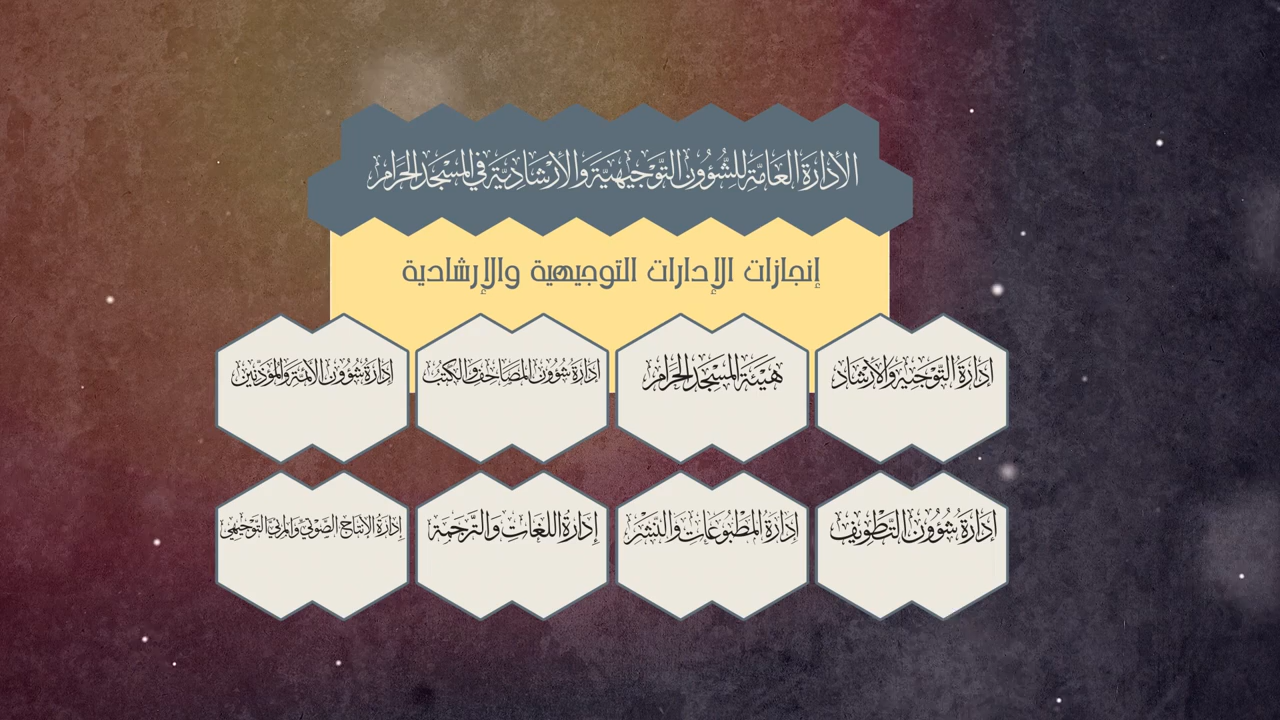 الإدارة العامة للشؤون التوجيهية والإرشادية في المسجد الحرام
إنجازات الإدارات التوجيهية والإرشادية
إدارة التوجيه والإرشاد
هيئة المسجد الحرام
إدارة شؤون المصاحف والكتب
إدارة شؤون الأئمة والمؤذنين
إدارة شؤون التطويف
إدارة المطبوعات والنشر
إدارة اللغات والترجمة
إدارة الإنتاج الصوتي والمرئي التوجيهي